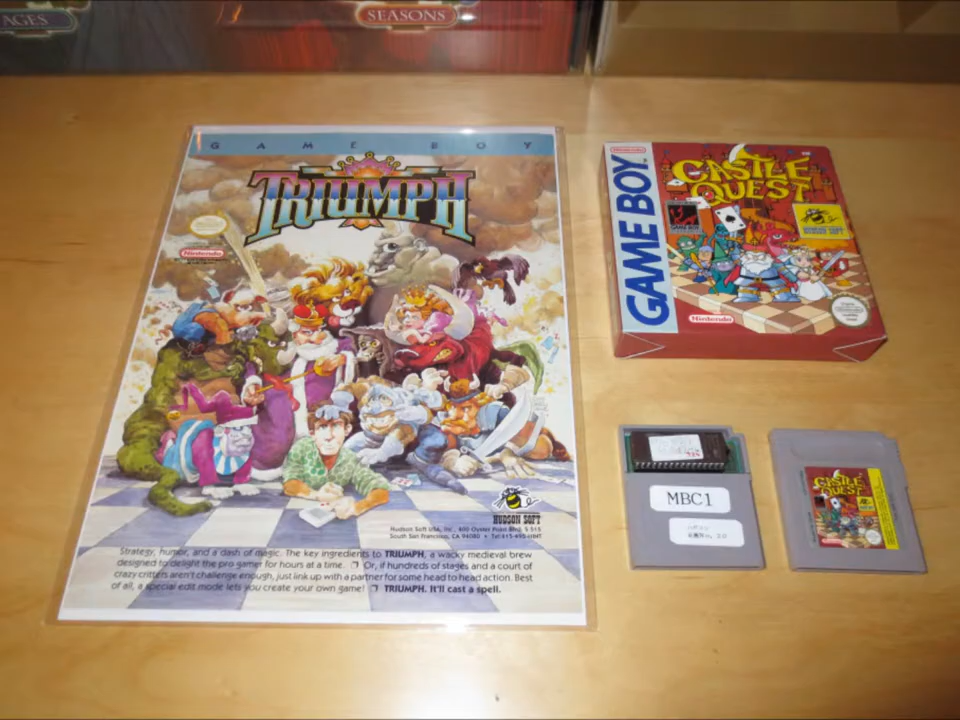 AGES
SEASONS
GAME BOY
TRIUMPH
Nintendo
HUDSON SOFT
Hudson Soft USA, Inc., 400 Oyster Point Blvd. S-515
South San Francisco, CA 94080 • Tel 415-495-HINT
Strategy, humor, and a dash of magic. The key ingredients to TRIUMPH, a wacky medieval brew
designed to delight the pro gamer for hours at a time. ❒ Or, if hundreds of stages and a court of
crazy critters aren't challenge enough, just link up with a partner for some head to head action. Best
of all, a special edit mode lets you create your own game! ❒ TRIUMPH. It'll cast a spell.
Nintendo
GAME BOY
CASTLE
QUEST
HUDSON SOFT
Nintendo
MBC1
CASTLE
QUEST